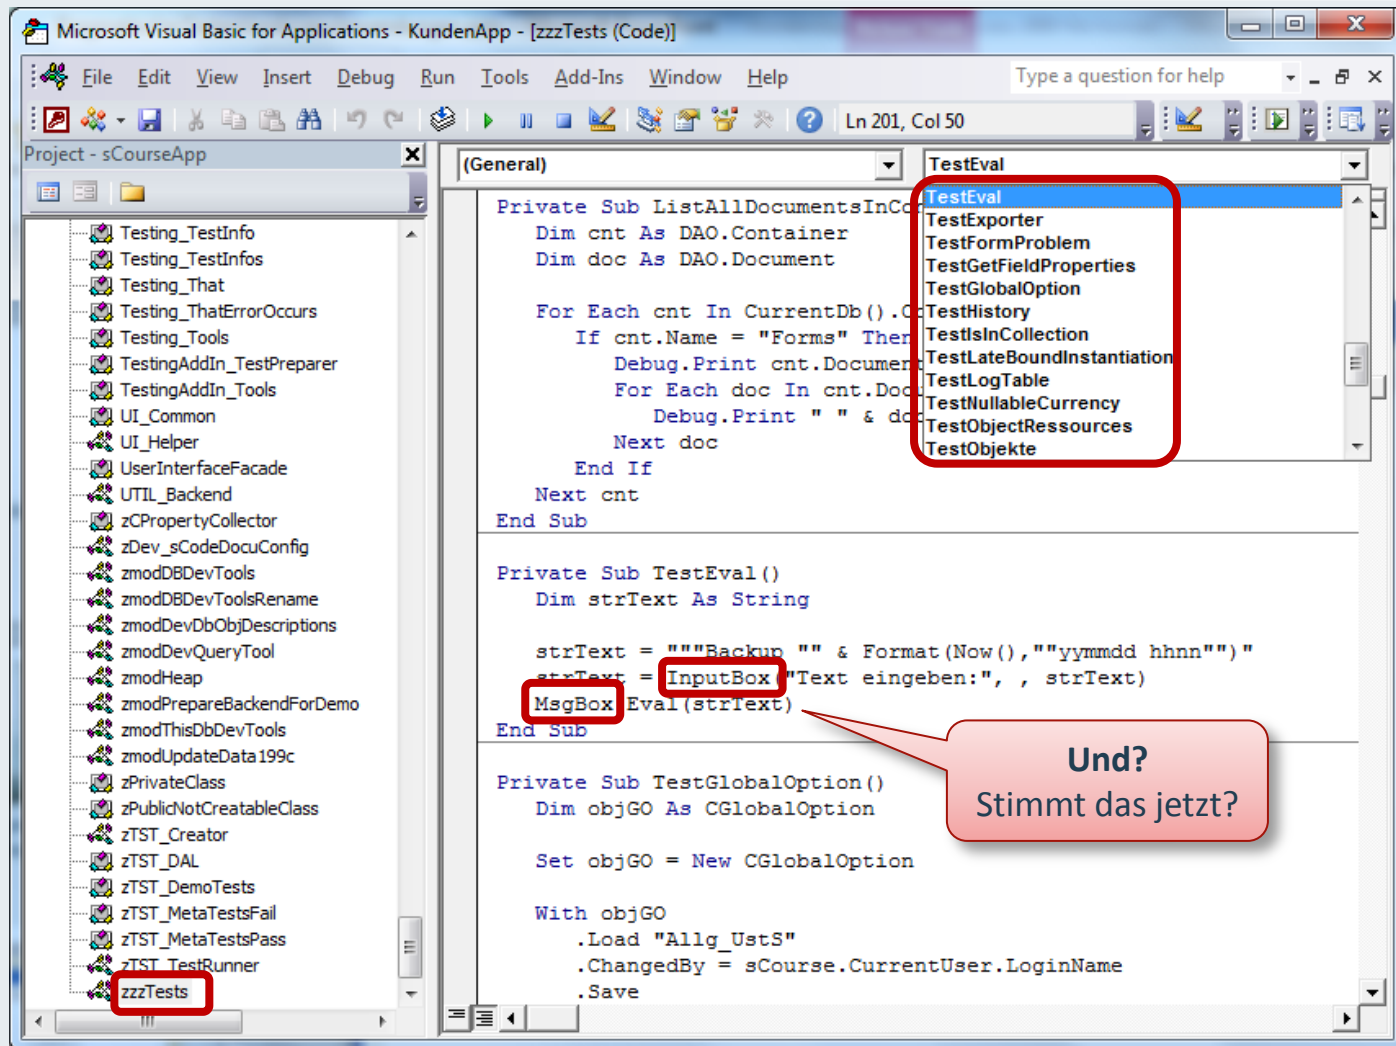 Microsoft Visual Basic for Applications - KundenApp - [zzzTests (Code)]
File Edit View Insert Debug Run Tools Add-Ins Window Help
Type a question for help
Ln 201, Col 50
Project - sCourseApp
Testing_TestInfo
Testing_TestInfos
Testing_That
Testing_ThatErrorOccurs
Testing_Tools
TestingAddIn_TestPreparer
TestingAddIn_Tools
UI_Common
UI_Helper
UserInterfaceFacade
UTIL_Backend
zCPropertyCollector
zDev_sCodeDocuConfig
zmodDBDevTools
zmodDBDevToolsRename
zmodDevDbObjDescriptions
zmodDevQueryTool
zmodHeap
zmodPrepareBackendForDemo
zmodThisDbDevTools
zmodUpdateData199c
zPrivateClass
zPublicNotCreatableClass
zTST_Creator
zTST_DAL
zTST_DemoTests
zTST_MetaTestsFail
zTST_MetaTestsPass
zTST_TestRunner
zzzTests
(General)
TestEval
TestEval
TestExporter
TestFormProblem
TestGetFieldProperties
TestGlobalOption
TestHistory
TestIsInCollection
TestLateBoundInstantiation
TestLogTable
TestNullableCurrency
TestObjectRessources
TestObjekte
Private Sub ListAllDocumentsInCo
Dim cnt As DAO.Container
Dim doc As DAO.Document
For Each cnt In CurrentDb().Co
If cnt.Name = "Forms" Then
Debug.Print cnt.Document
For Each doc In cnt.Docu
Debug.Print " " & doc
Next doc
End If
Next cnt
End Sub
Private Sub TestEval()
Dim strText As String
strText = """Backup "" & Format(Now(),""yymmdd hhnn"")"
strText = InputBox("Text eingeben:", , strText)
MsgBox Eval(strText)
End Sub
Und?
Stimmt das jetzt?
Private Sub TestGlobalOption()
Dim objGO As CGlobalOption
Set objGO = New CGlobalOption
With objGO
.Load "Allg_UstS"
.ChangedBy = sCourse.CurrentUser.LoginName
.Save